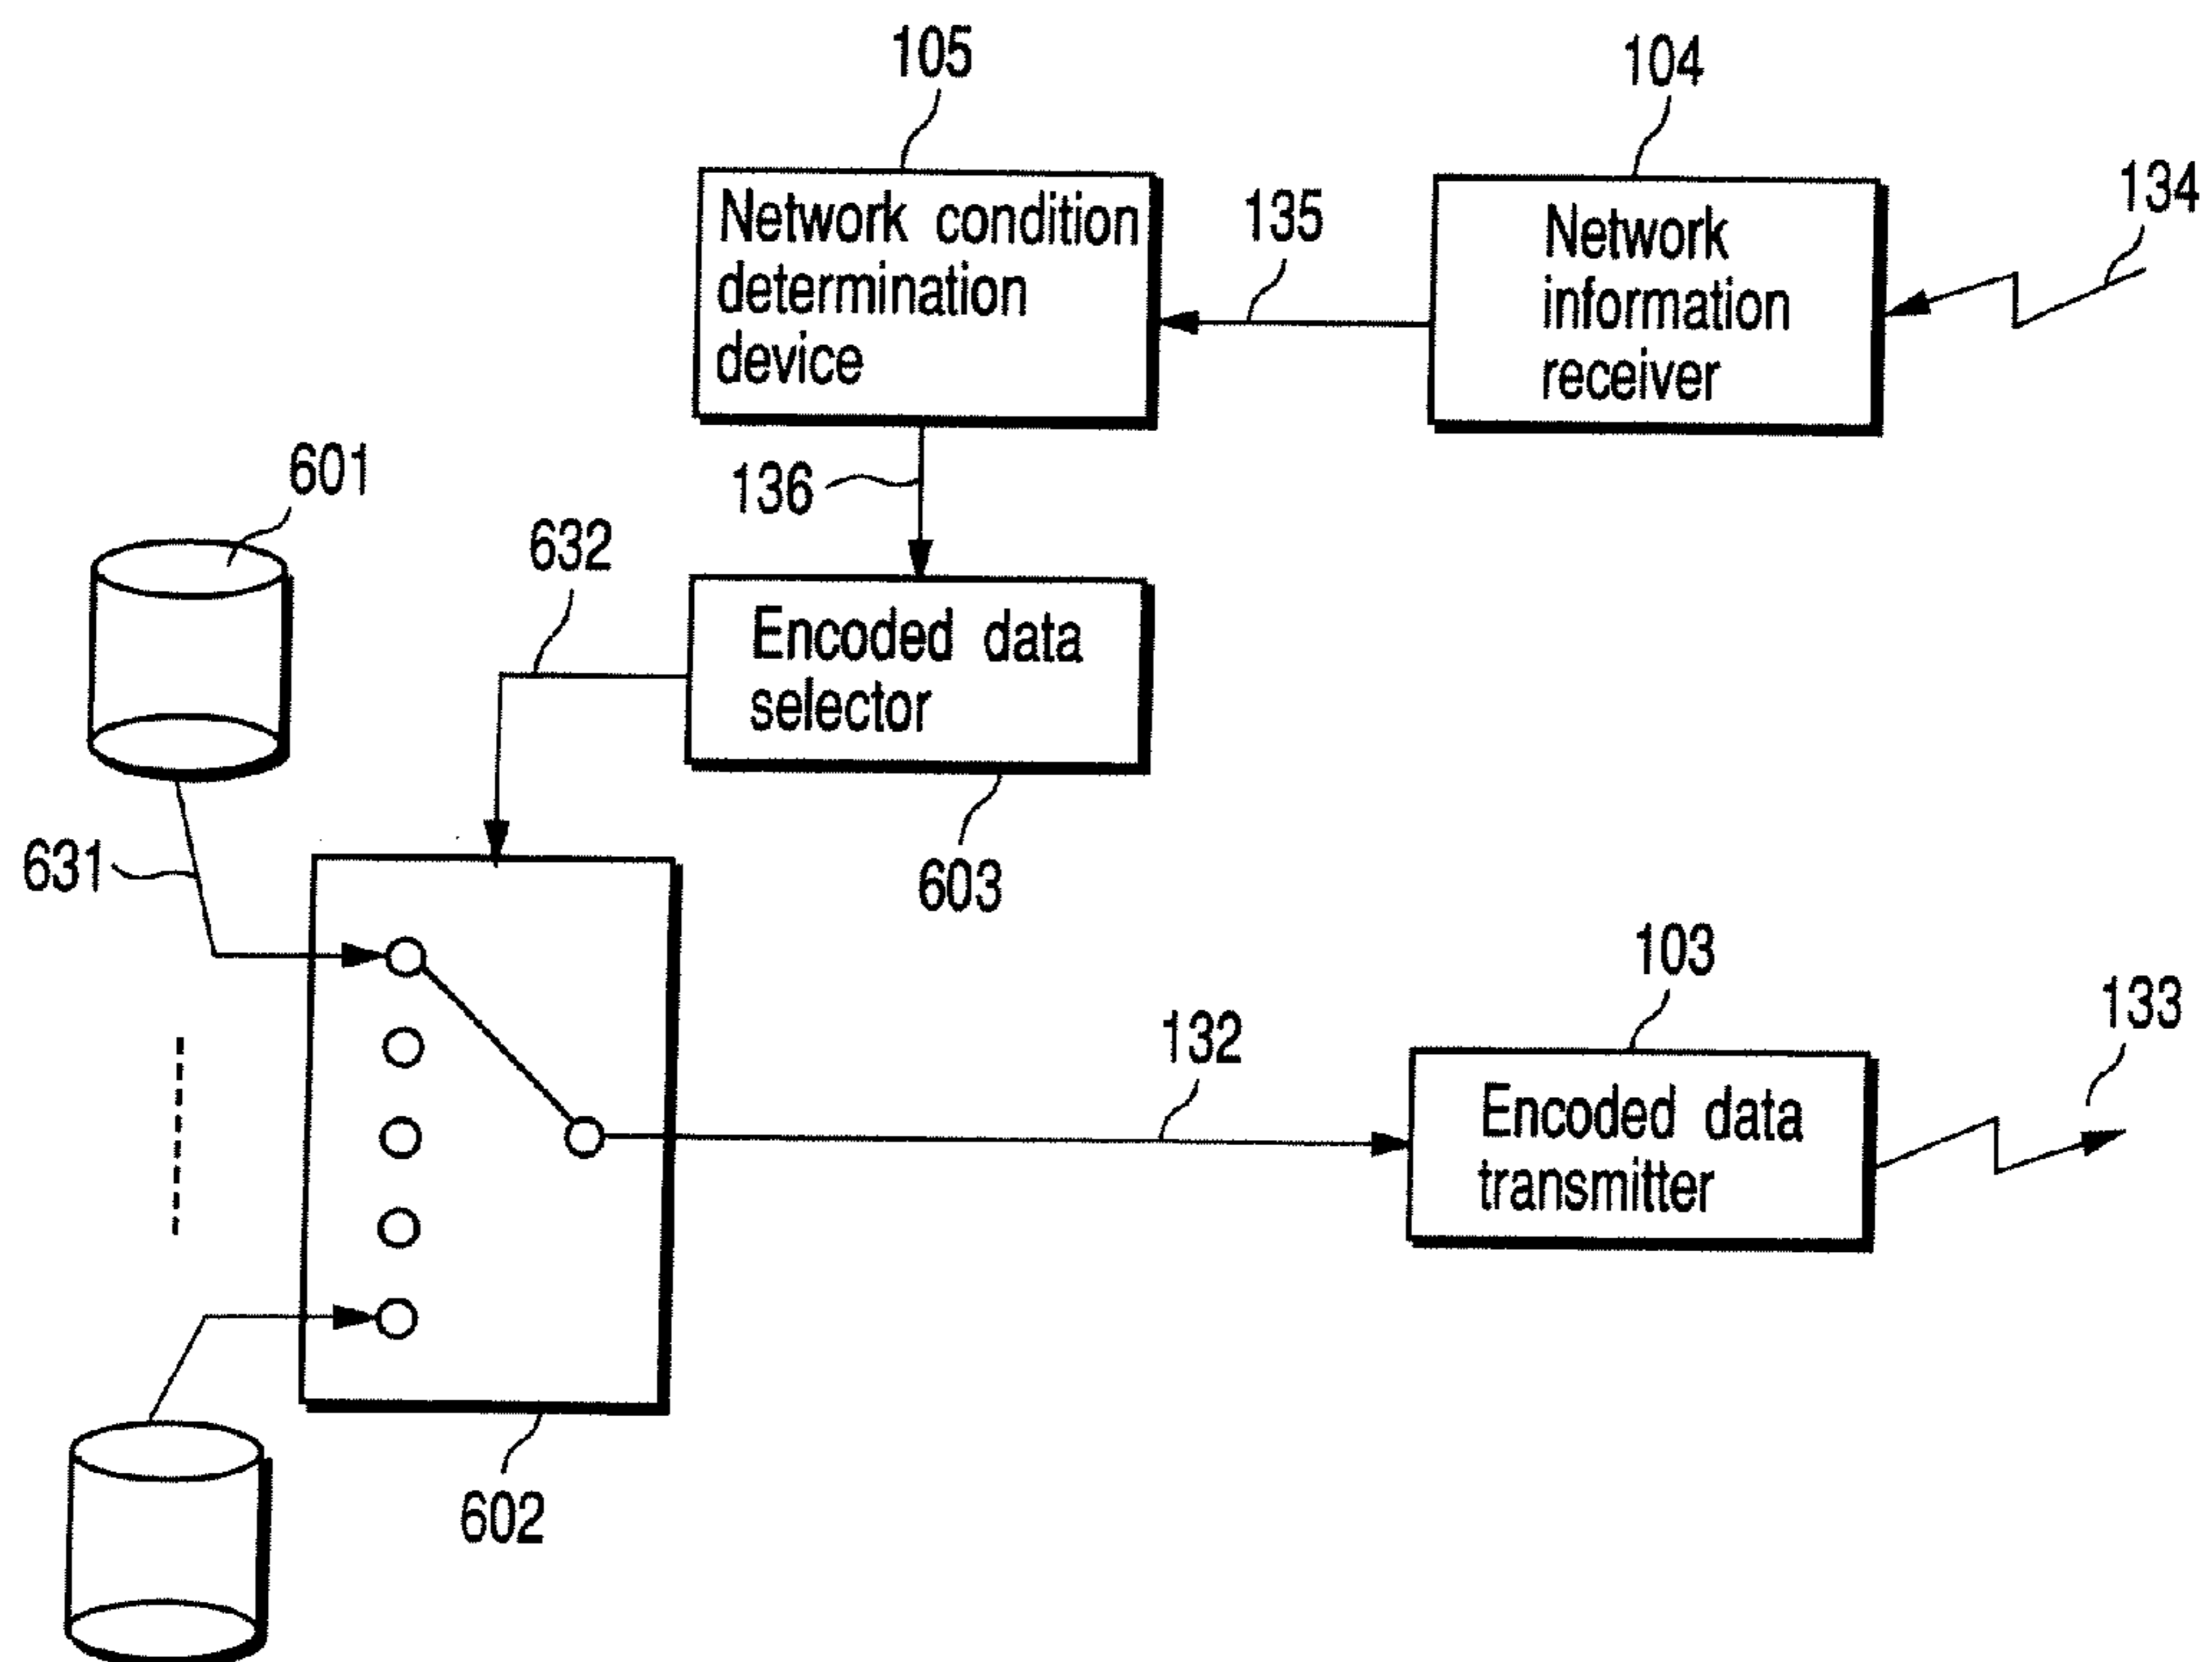 105
104
134
Network condition
determination
device
135
Network
information
receiver
136
601
632
Encoded data
selector
631
603
103
133
132
Encoded data
transmitter
602